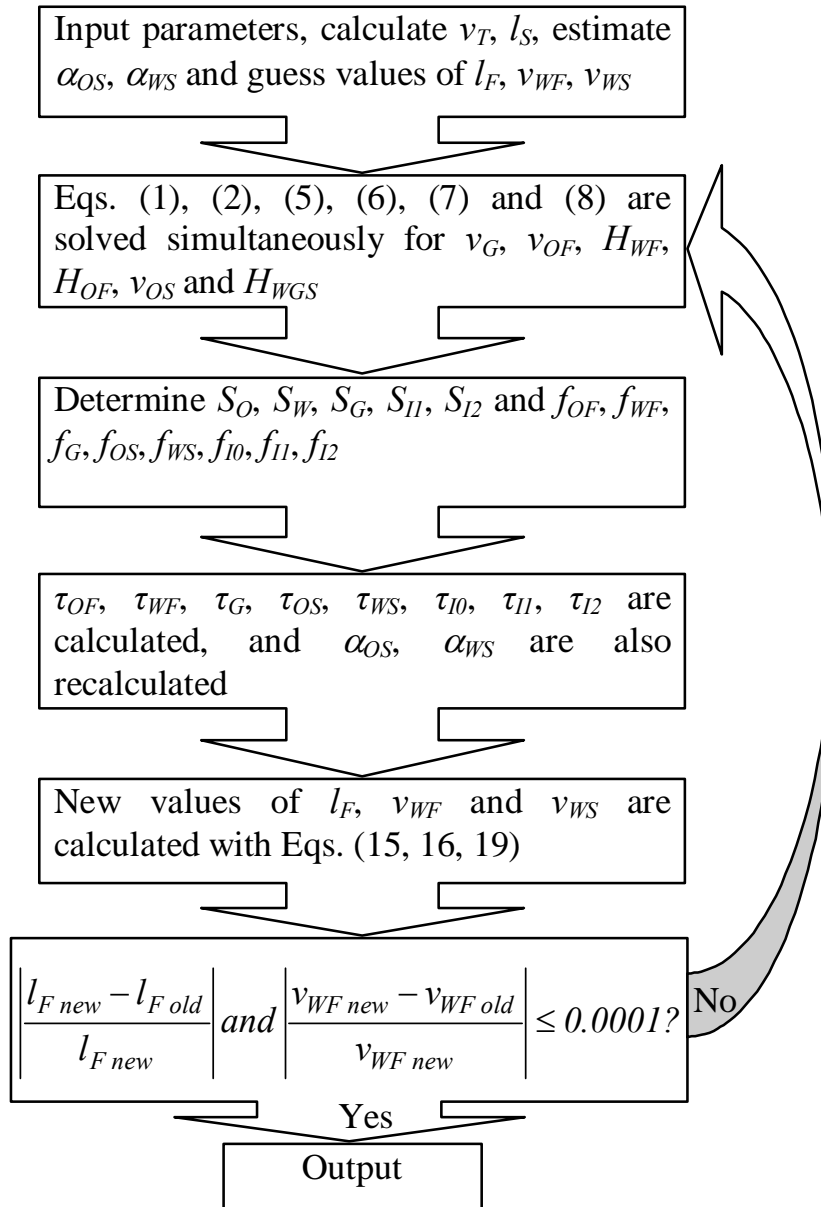 Input parameters, calculate v_T, l_S, estimate
α_OS, α_WS and guess values of l_F, v_WF, v_WS
Eqs. (1), (2), (5), (6), (7) and (8) are
solved simultaneously for v_G, v_OF, H_WF,
H_OF, v_OS and H_WGS
Determine S_O, S_W, S_G, S_I1, S_I2 and f_OF, f_WF,
f_G, f_OS, f_WS, f_I0, f_I1, f_I2
τ_OF, τ_WF, τ_G, τ_OS, τ_WS, τ_I0, τ_I1, τ_I2 are
calculated, and α_OS, α_WS are also
recalculated
New values of l_F, v_WF and v_WS are
calculated with Eqs. (15, 16, 19)
|(l_F new − l_F old) / l_F new| and |(v_WF new − v_WF old) / v_WF new| ≤ 0.0001?
No
Yes
Output